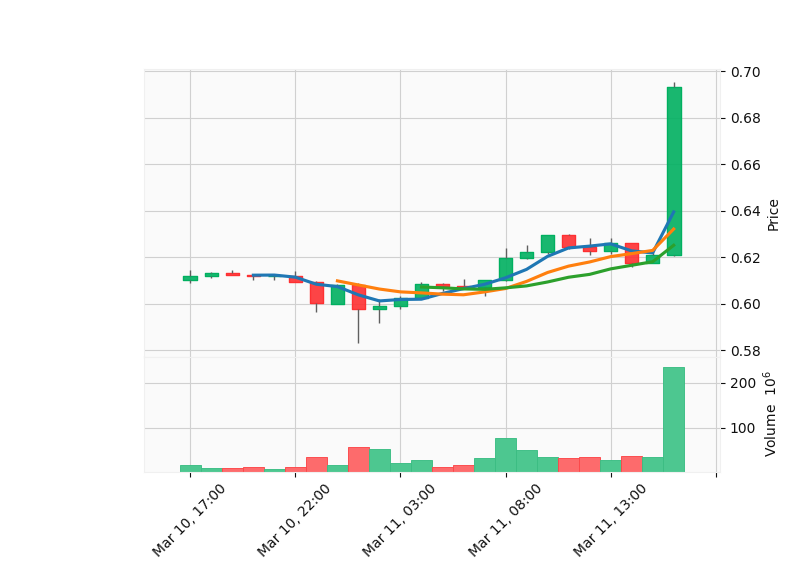 0.70
0.68
0.66
0.64
0.62
0.60
0.58
Price
200
100
Volume 10⁶
Mar 10, 17:00
Mar 10, 22:00
Mar 11, 03:00
Mar 11, 08:00
Mar 11, 13:00